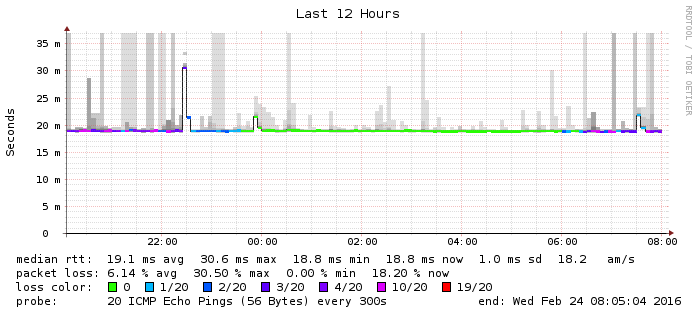 Last 12 Hours
RRDTOOL / TOBI OETIKER
Seconds
35 m
30 m
25 m
20 m
15 m
10 m
5 m
0
22:00 00:00 02:00 04:00 06:00 08:00
median rtt: 19.1 ms avg 30.6 ms max 18.8 ms min 18.8 ms now 1.0 ms sd 18.2 am/s
packet loss: 6.14 % avg 30.50 % max 0.00 % min 18.20 % now
loss color: 0 1/20 2/20 3/20 4/20 10/20 19/20
probe: 20 ICMP Echo Pings (56 Bytes) every 300s end: Wed Feb 24 08:05:04 2016